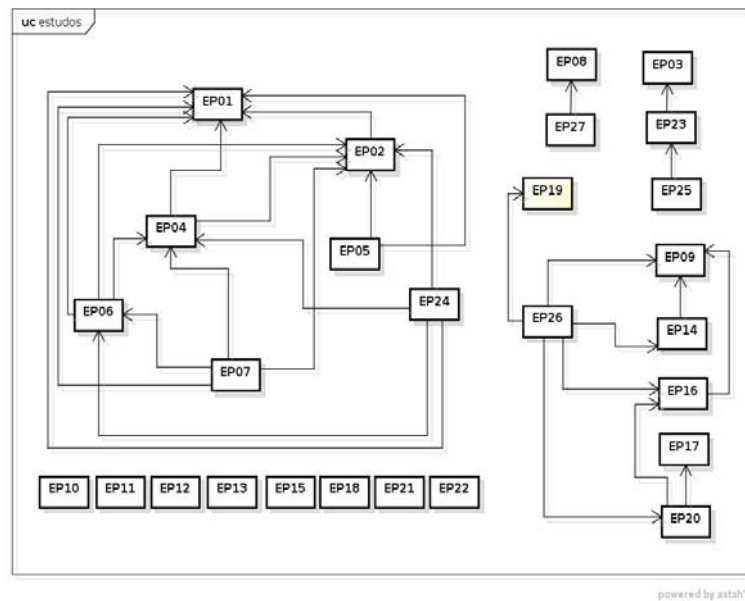 uc estudos
EP01
EP02
EP04
EP05
EP24
EP06
EP07
EP08
EP03
EP27
EP23
EP19
EP25
EP09
EP26
EP14
EP16
EP17
EP20
EP10
EP11
EP12
EP13
EP15
EP18
EP21
EP22
powered by astah